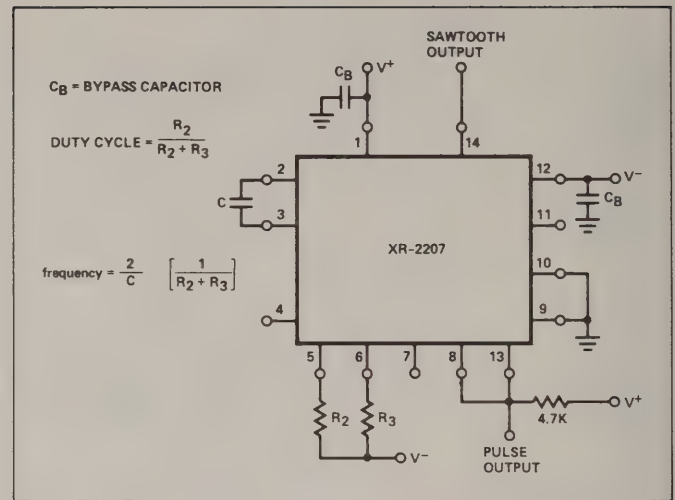 SAWTOOTH
OUTPUT
C_B = BYPASS CAPACITOR
C_B
V+
DUTY CYCLE = R2 / (R2 + R3)
1
14
2
12
V−
C
C_B
3
11
XR-2207
10
frequency = 2/C [1/(R2 + R3)]
4
9
5
6
7
8
13
R2
R3
4.7K
V+
V−
PULSE
OUTPUT